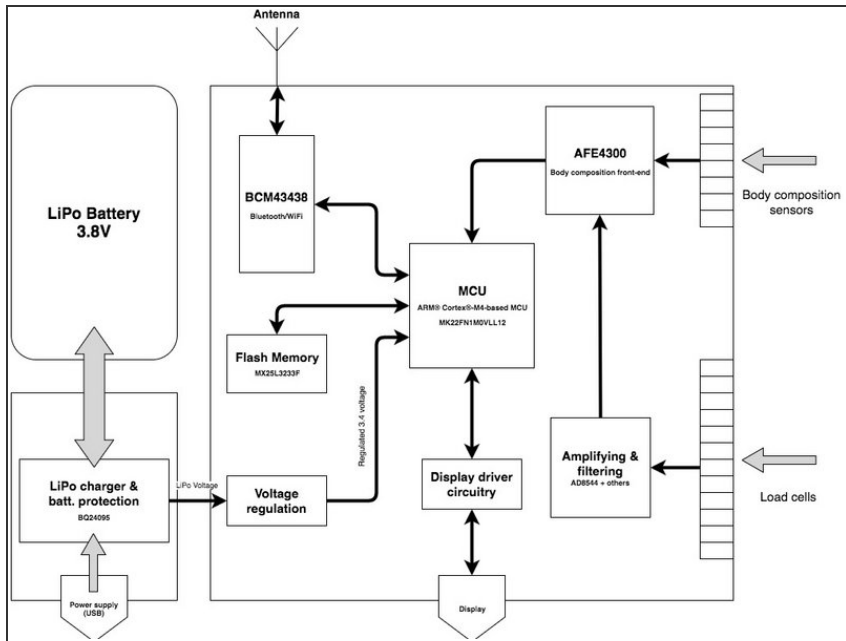 Antenna
LiPo Battery
3.8V
BCM43438
Bluetooth/WiFi
AFE4300
Body composition front-end
Body composition
sensors
MCU
ARM® Cortex®-M4-based MCU
MK22FN1M0VLL12
Flash Memory
MX25L3233F
Regulated 3.4 voltage
LiPo charger &
batt. protection
BQ24095
LiPo Voltage
Voltage
regulation
Display driver
circuitry
Amplifying &
filtering
AD8544 + others
Load cells
Power supply
(USB)
Display